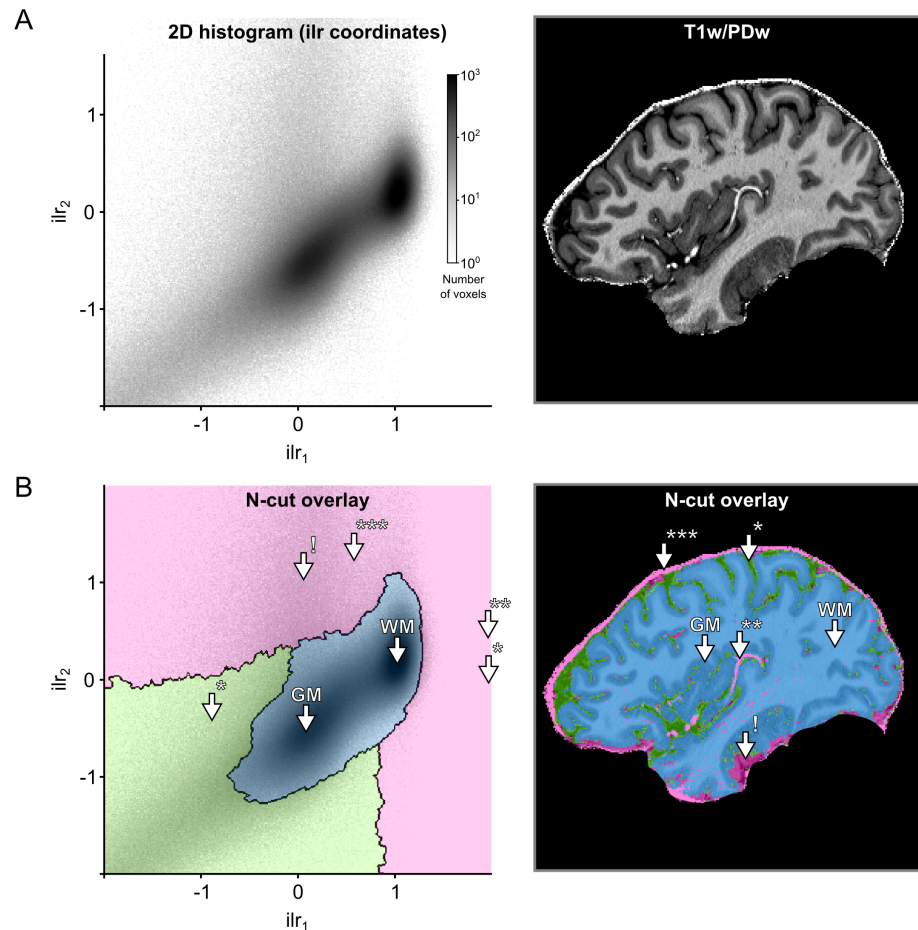 A
2D histogram (ilr coordinates)
T1w/PDw
1
0
-1
ilr₂
10³
10²
10¹
10⁰
Number
of voxels
-1
0
1
ilr₁
B
N-cut overlay
N-cut overlay
***
!
**
*
*
WM
GM
1
0
-1
ilr₂
-1
0
1
ilr₁
***
*
GM
**
WM
!